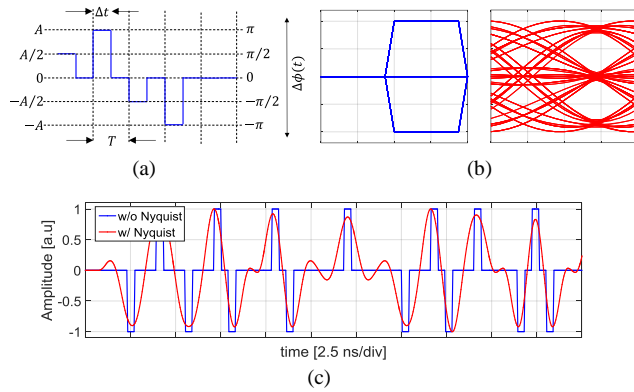 Δt
A
π
A/2
π/2
0
0
−A/2
−π/2
−A
−π
T
Δϕ(t)
(a)
(b)
w/o Nyquist
w/ Nyquist
1
0.5
0
-0.5
-1
Amplitude [a.u]
time [2.5 ns/div]
(c)